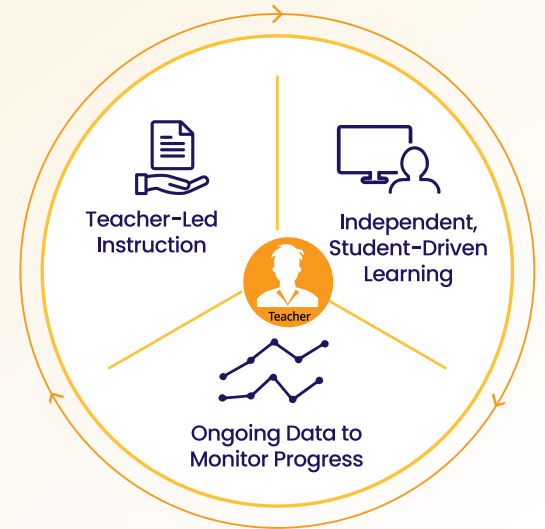 Teacher-Led
Instruction
Independent,
Student-Driven
Learning
Teacher
Ongoing Data to
Monitor Progress